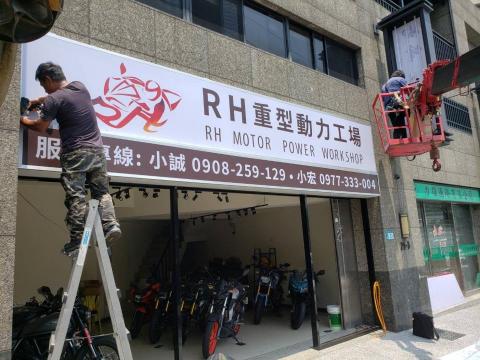 RH重型動力工場
RH MOTOR POWER WORKSHOP
服 專線: 小誠 0908-259-129 • 小宏 0977-333-004